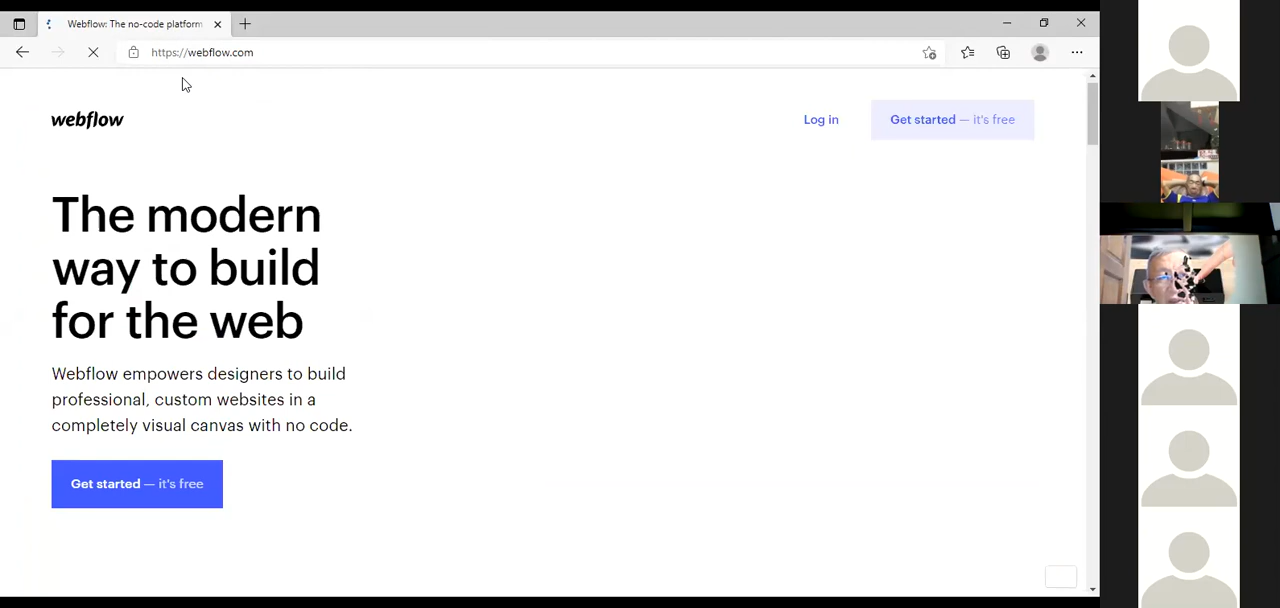 Webflow: The no-code platform
https://webflow.com
webflow
Log in
Get started — it's free
The modern
way to build
for the web
Webflow empowers designers to build
professional, custom websites in a
completely visual canvas with no code.
Get started — it's free